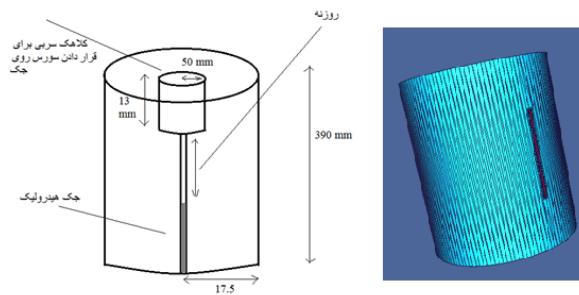 روزنه
کلاهک سربی برای
قرار دادن سورس روی
جک
50 mm
13
mm
390 mm
جک هیدرولیک
17.5